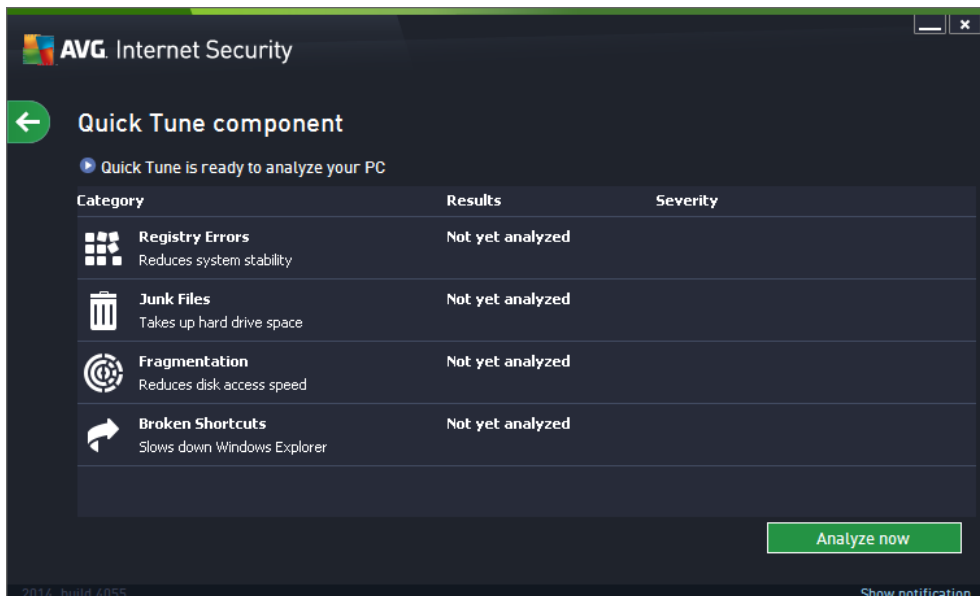 AVG. Internet Security
Quick Tune component
Quick Tune is ready to analyze your PC
Category Results Severity
Registry Errors Not yet analyzed
Reduces system stability
Junk Files Not yet analyzed
Takes up hard drive space
Fragmentation Not yet analyzed
Reduces disk access speed
Broken Shortcuts Not yet analyzed
Slows down Windows Explorer
Analyze now
2014 build 4055 Show notification